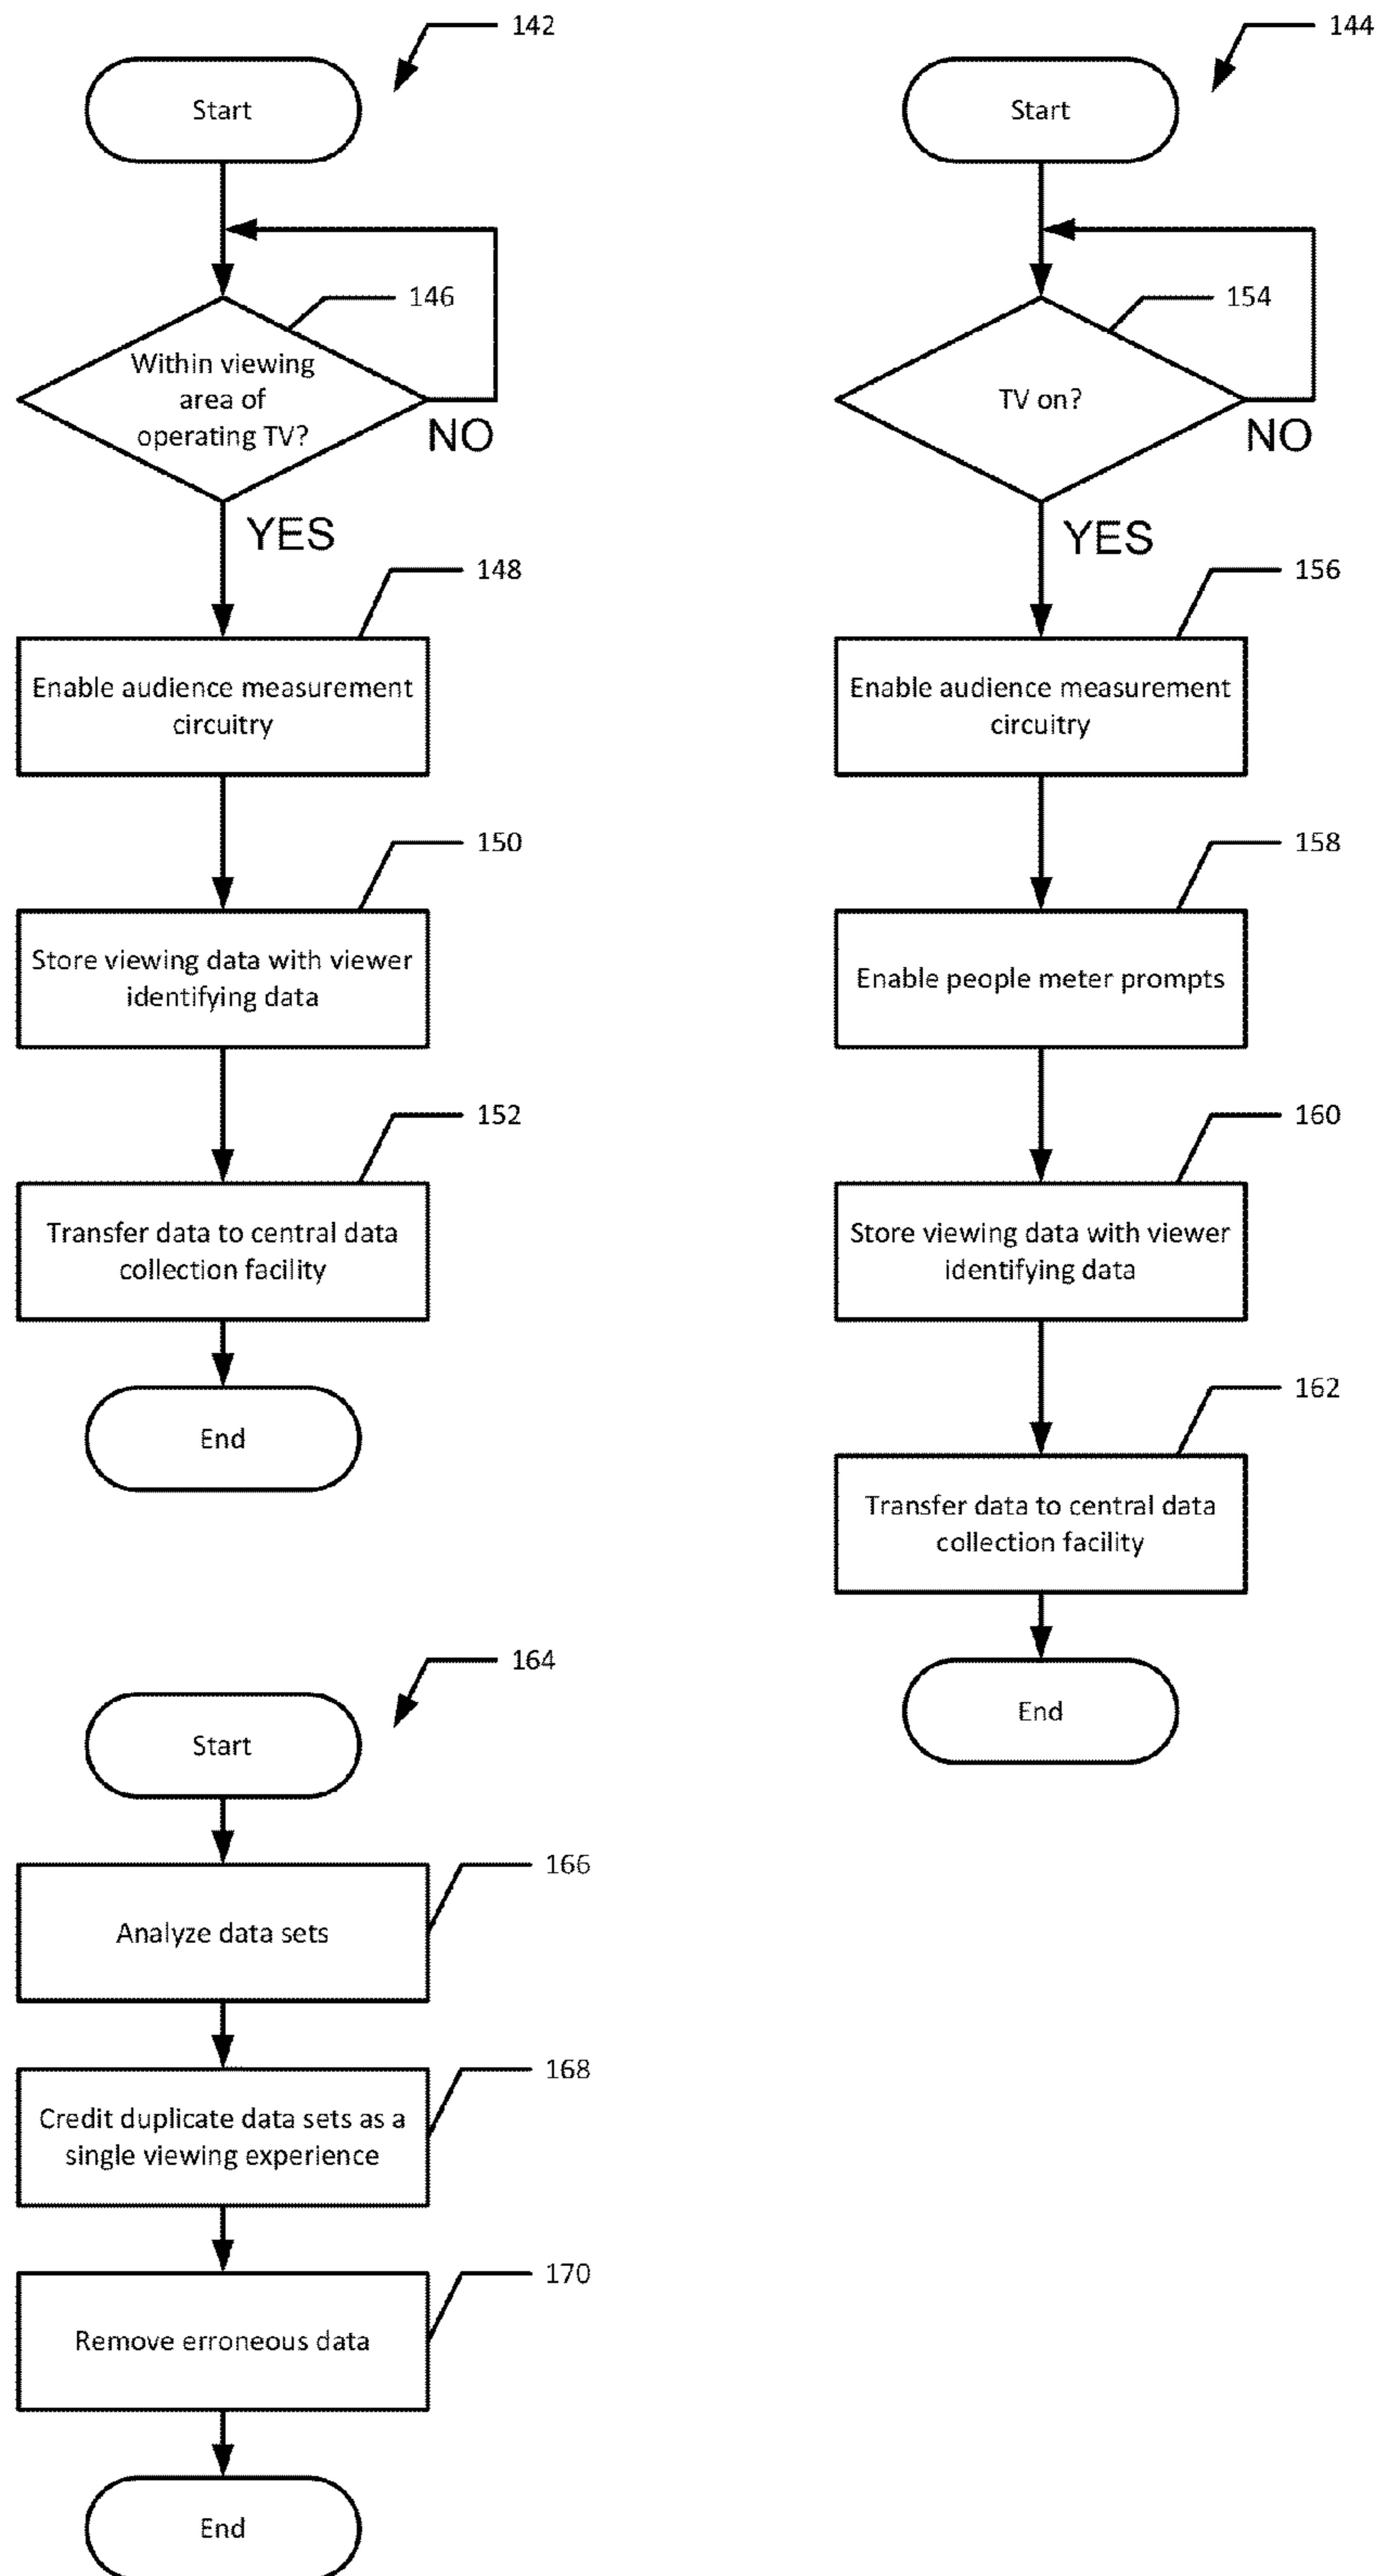 142
Start
146
Within viewing
area of
operating TV?
NO
YES
148
Enable audience measurement
circuitry
150
Store viewing data with viewer
identifying data
152
Transfer data to central data
collection facility
End
144
Start
154
TV on?
NO
YES
156
Enable audience measurement
circuitry
158
Enable people meter prompts
160
Store viewing data with viewer
identifying data
162
Transfer data to central data
collection facility
End
164
Start
166
Analyze data sets
168
Credit duplicate data sets as a
single viewing experience
170
Remove erroneous data
End